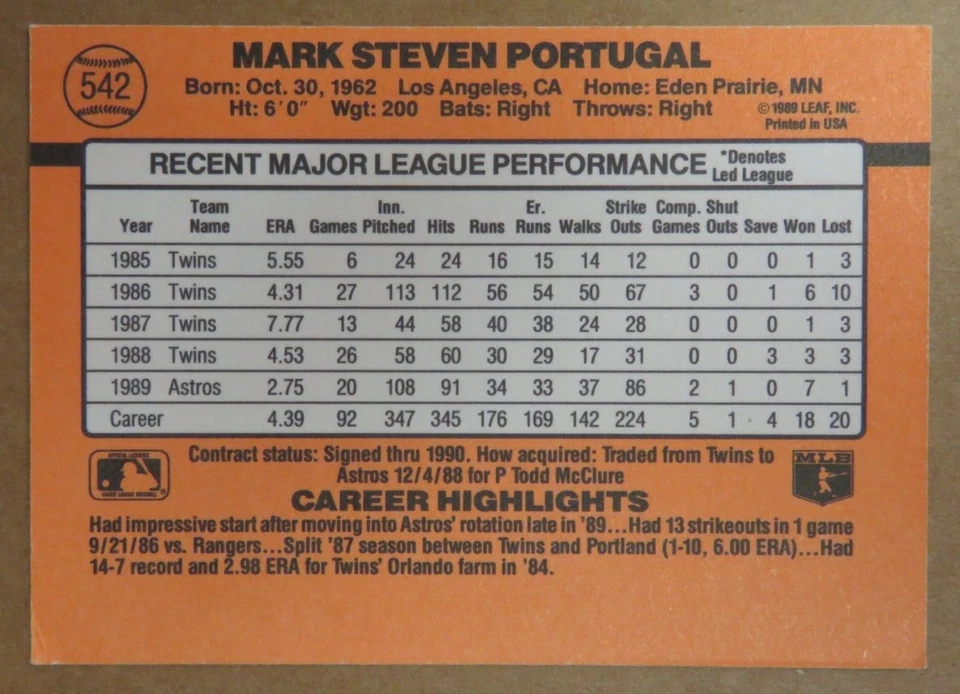 542
MARK STEVEN PORTUGAL
Born: Oct. 30, 1962 Los Angeles, CA Home: Eden Prairie, MN
Ht: 6'0" Wgt: 200 Bats: Right Throws: Right
© 1989 LEAF, INC.
Printed in USA
RECENT MAJOR LEAGUE PERFORMANCE *Denotes Led League
Year Team Name ERA Games Inn. Pitched Hits Runs Er. Runs Walks Strike Outs Comp. Games Shut Outs Save Won Lost
1985 Twins 5.55 6 24 24 16 15 14 12 0 0 0 1 3
1986 Twins 4.31 27 113 112 56 54 50 67 3 0 1 6 10
1987 Twins 7.77 13 44 58 40 38 24 28 0 0 0 1 3
1988 Twins 4.53 26 58 60 30 29 17 31 0 0 3 3 3
1989 Astros 2.75 20 108 91 34 33 37 86 2 1 0 7 1
Career 4.39 92 347 345 176 169 142 224 5 1 4 18 20
Contract status: Signed thru 1990. How acquired: Traded from Twins to
Astros 12/4/88 for P Todd McClure
MLB
CAREER HIGHLIGHTS
Had impressive start after moving into Astros' rotation late in '89...Had 13 strikeouts in 1 game
9/21/86 vs. Rangers...Split '87 season between Twins and Portland (1-10, 6.00 ERA)...Had
14-7 record and 2.98 ERA for Twins' Orlando farm in '84.